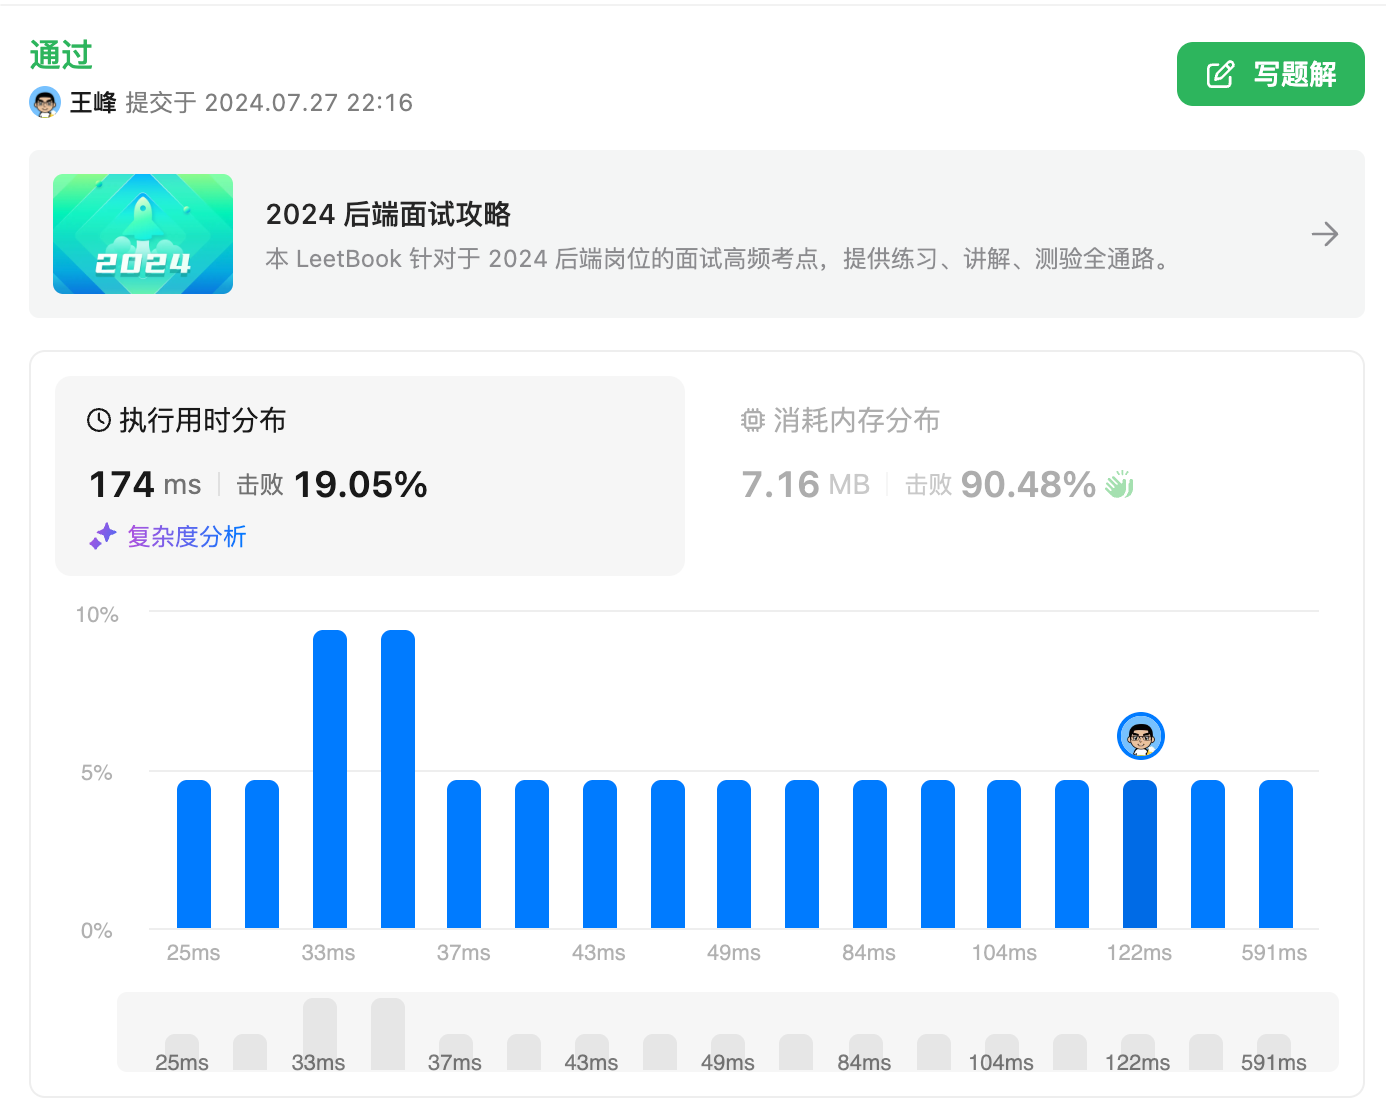 通过
写题解
王峰 提交于 2024.07.27 22:16
2024
2024 后端面试攻略
本 LeetBook 针对于 2024 后端岗位的面试高频考点，提供练习、讲解、测验全通路。
执行用时分布
174 ms 击败 19.05%
复杂度分析
消耗内存分布
7.16 MB 击败 90.48%
10%
5%
0%
25ms 33ms 37ms 43ms 49ms 84ms 104ms 122ms 591ms
25ms 33ms 37ms 43ms 49ms 84ms 104ms 122ms 591ms